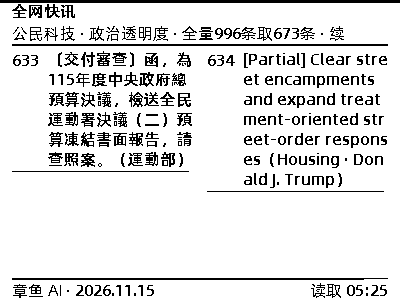 全网快讯
公民科技 · 政治透明度 · 全量996条取673条 · 续
633 〔交付審查〕函，為
115年度中央政府總
預算決議，檢送全民
運動署決議（二）預
算凍結書面報告，請
查照案。（運動部）
634 [Partial] Clear stre
et encampments
and expand treat
ment-oriented str
eet-order respons
es（Housing · Don
ald J. Trump）
章鱼 AI · 2026.11.15
读取 05:25